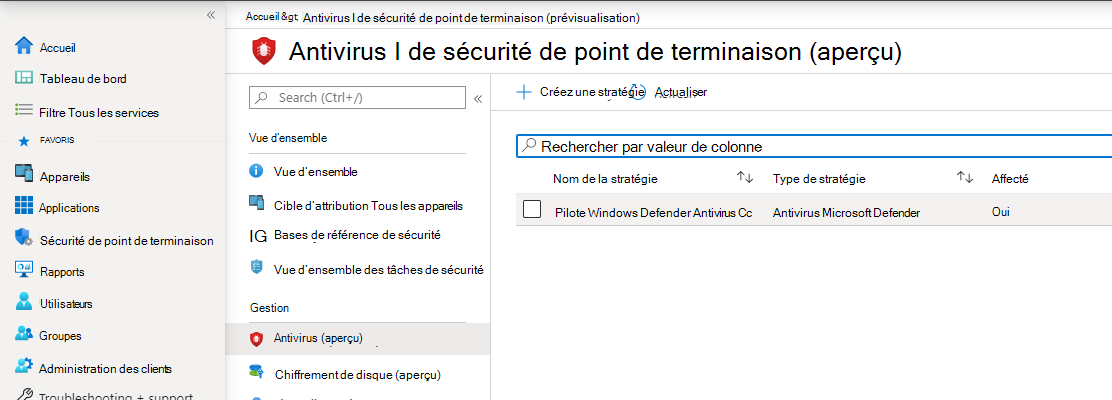 Accueil &gt; Antivirus I de sécurité de point de terminaison (prévisualisation)
Antivirus I de sécurité de point de terminaison (aperçu)
Accueil
Tableau de bord
Filtre Tous les services
FAVORIS
Appareils
Applications
Sécurité de point de terminaison
Rapports
Utilisateurs
Groupes
Administration des clients
Troubleshooting + support
Search (Ctrl+/)
Vue d'ensemble
Vue d'ensemble
Cible d'attribution Tous les appareils
IG Bases de référence de sécurité
Vue d'ensemble des tâches de sécurité
Gestion
Antivirus (aperçu)
Chiffrement de disque (aperçu)
Créez une stratégie Actualiser
Rechercher par valeur de colonne
Nom de la stratégie Type de stratégie Affecté
Pilote Windows Defender Antivirus Cc Antivirus Microsoft Defender Oui